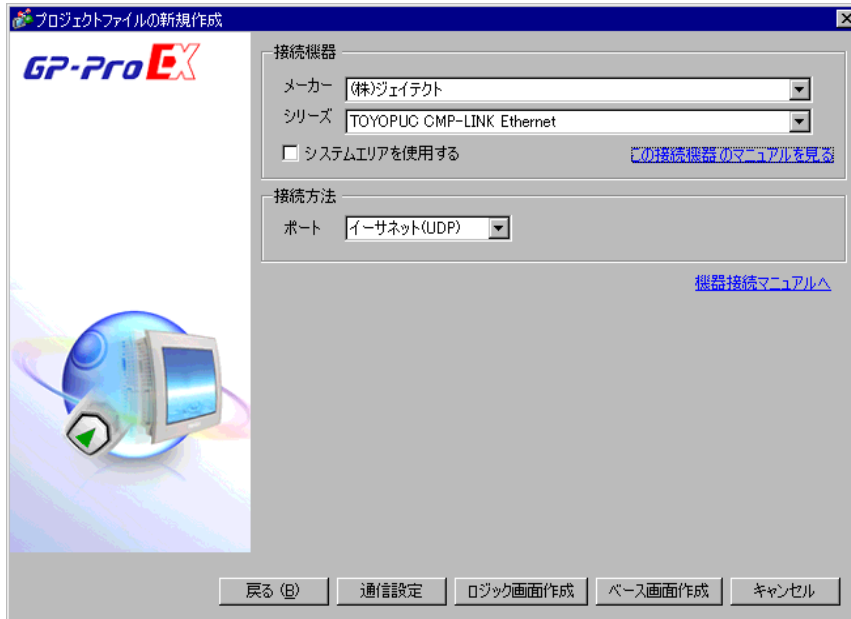 プロジェクトファイルの新規作成
GP-Pro EX
接続機器
メーカー (株)ジェイテクト
シリーズ TOYOPUC CMP-LINK Ethernet
システムエリアを使用する この接続機器のマニュアルを見る
接続方法
ポート イーサネット(UDP)
機器接続マニュアルへ
戻る (B) 通信設定 ロジック画面作成 ベース画面作成 キャンセル